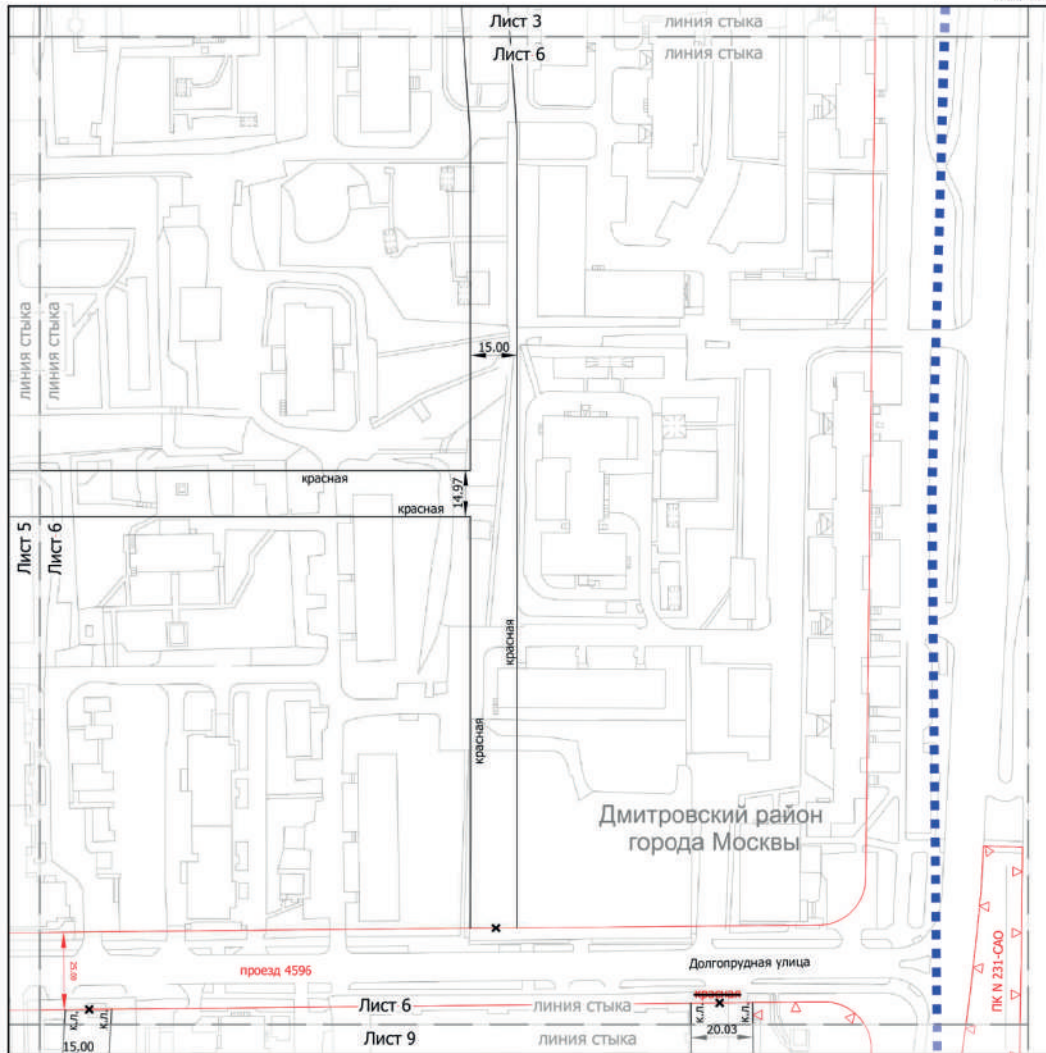 Лист 3 линия стыка
Лист 6 линия стыка
линия стыка
линия стыка
15.00
красная
14.97
красная
Лист 5
Лист 6
красная
красная
Дмитровский район
города Москвы
ПК N 231-САО
25.00
проезд 4596
Долгопрудная улица
красная
Лист 6 линия стыка
к.л.
к.л.
к.л.
к.л.
20.03
15.00
Лист 9 линия стыка